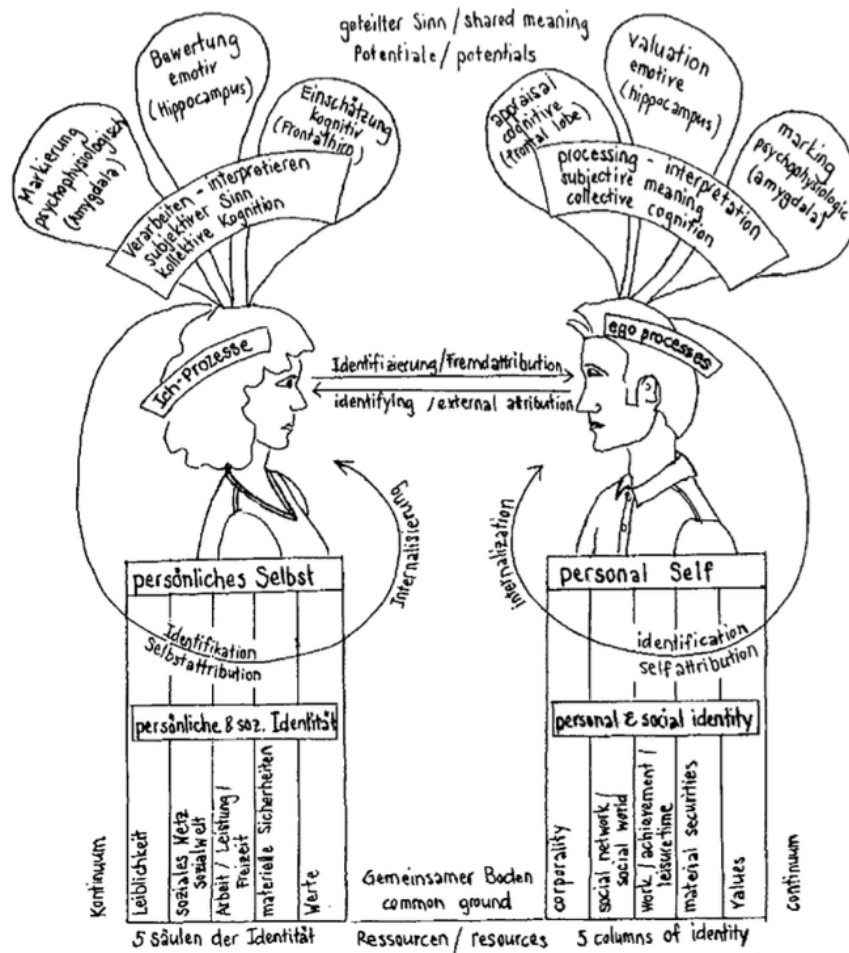 geteilter Sinn / shared meaning
Potentiale / potentials
Markierung
psychophysiologisch
(Amygdala)
Bewertung
emotiv
(Hippocampus)
Einschätzung
kognitiv
(Frontalhirn)
Verarbeiten - interpretieren
subjektiver Sinn
kollektive Kognition
appraisal
cognitive
(frontal lobe)
valuation
emotive
(hippocampus)
marking
psychophysiologic
(amygdala)
processing - interpretation
subjective meaning
collective cognition
Ich-Prozesse
ego processes
Identifizierung/Fremdattribution
identifying /external atribution
Internalisierung
internalization
persönliches Selbst
personal Self
Identifikation
Selbstattribution
identification
Self attribution
persönliche & soz. Identität
personal & social identity
Kontinuum
Leiblichkeit
soziales Netz
Sozialwelt
Arbeit / Leistung /
Freizeit
materielle Sicherheiten
Werte
Gemeinsamer Boden
common ground
corporality
social network /
social world
work / achievement /
leisure time
material securities
values
continuum
5 Säulen der Identität
Ressourcen / resources
5 columns of identity